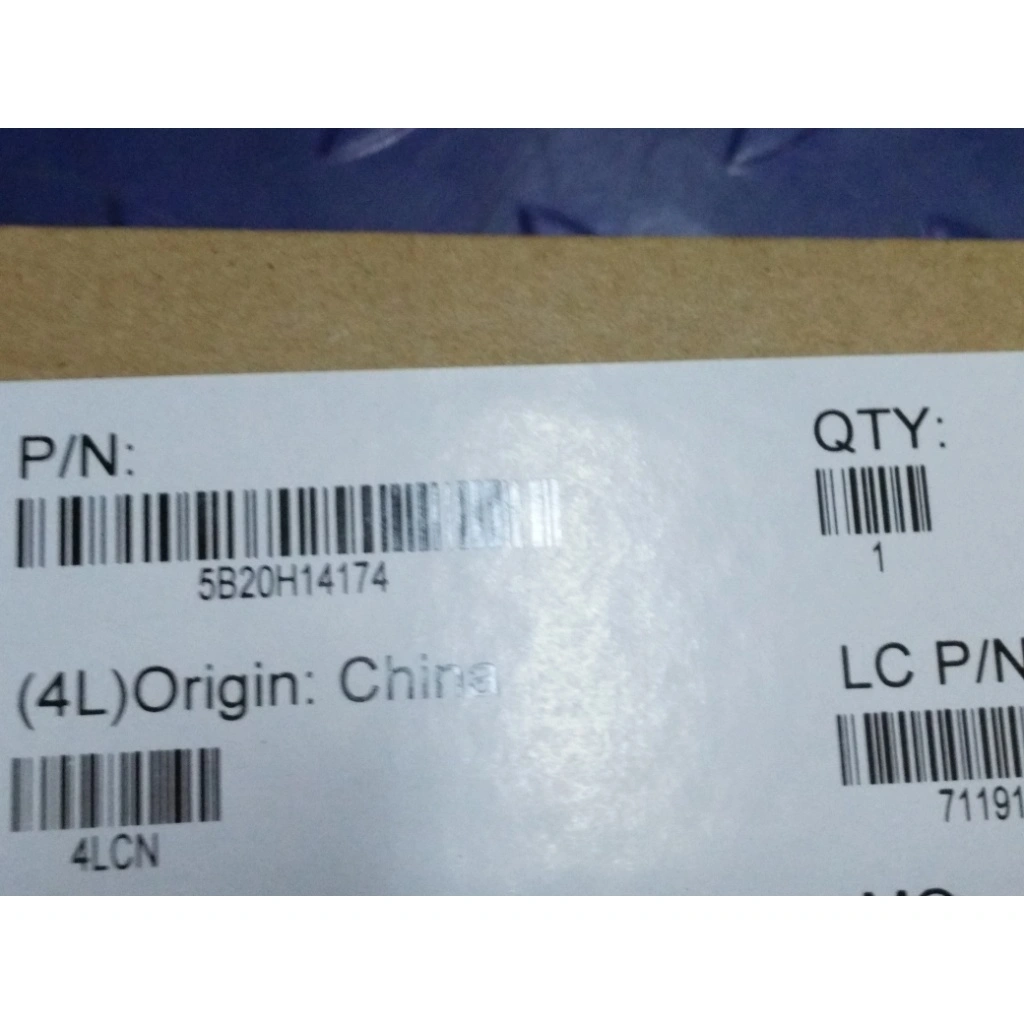 P/N:
QTY:
5B20H14174
1
(4L)Origin: China
LC P/N
71191
4LCN